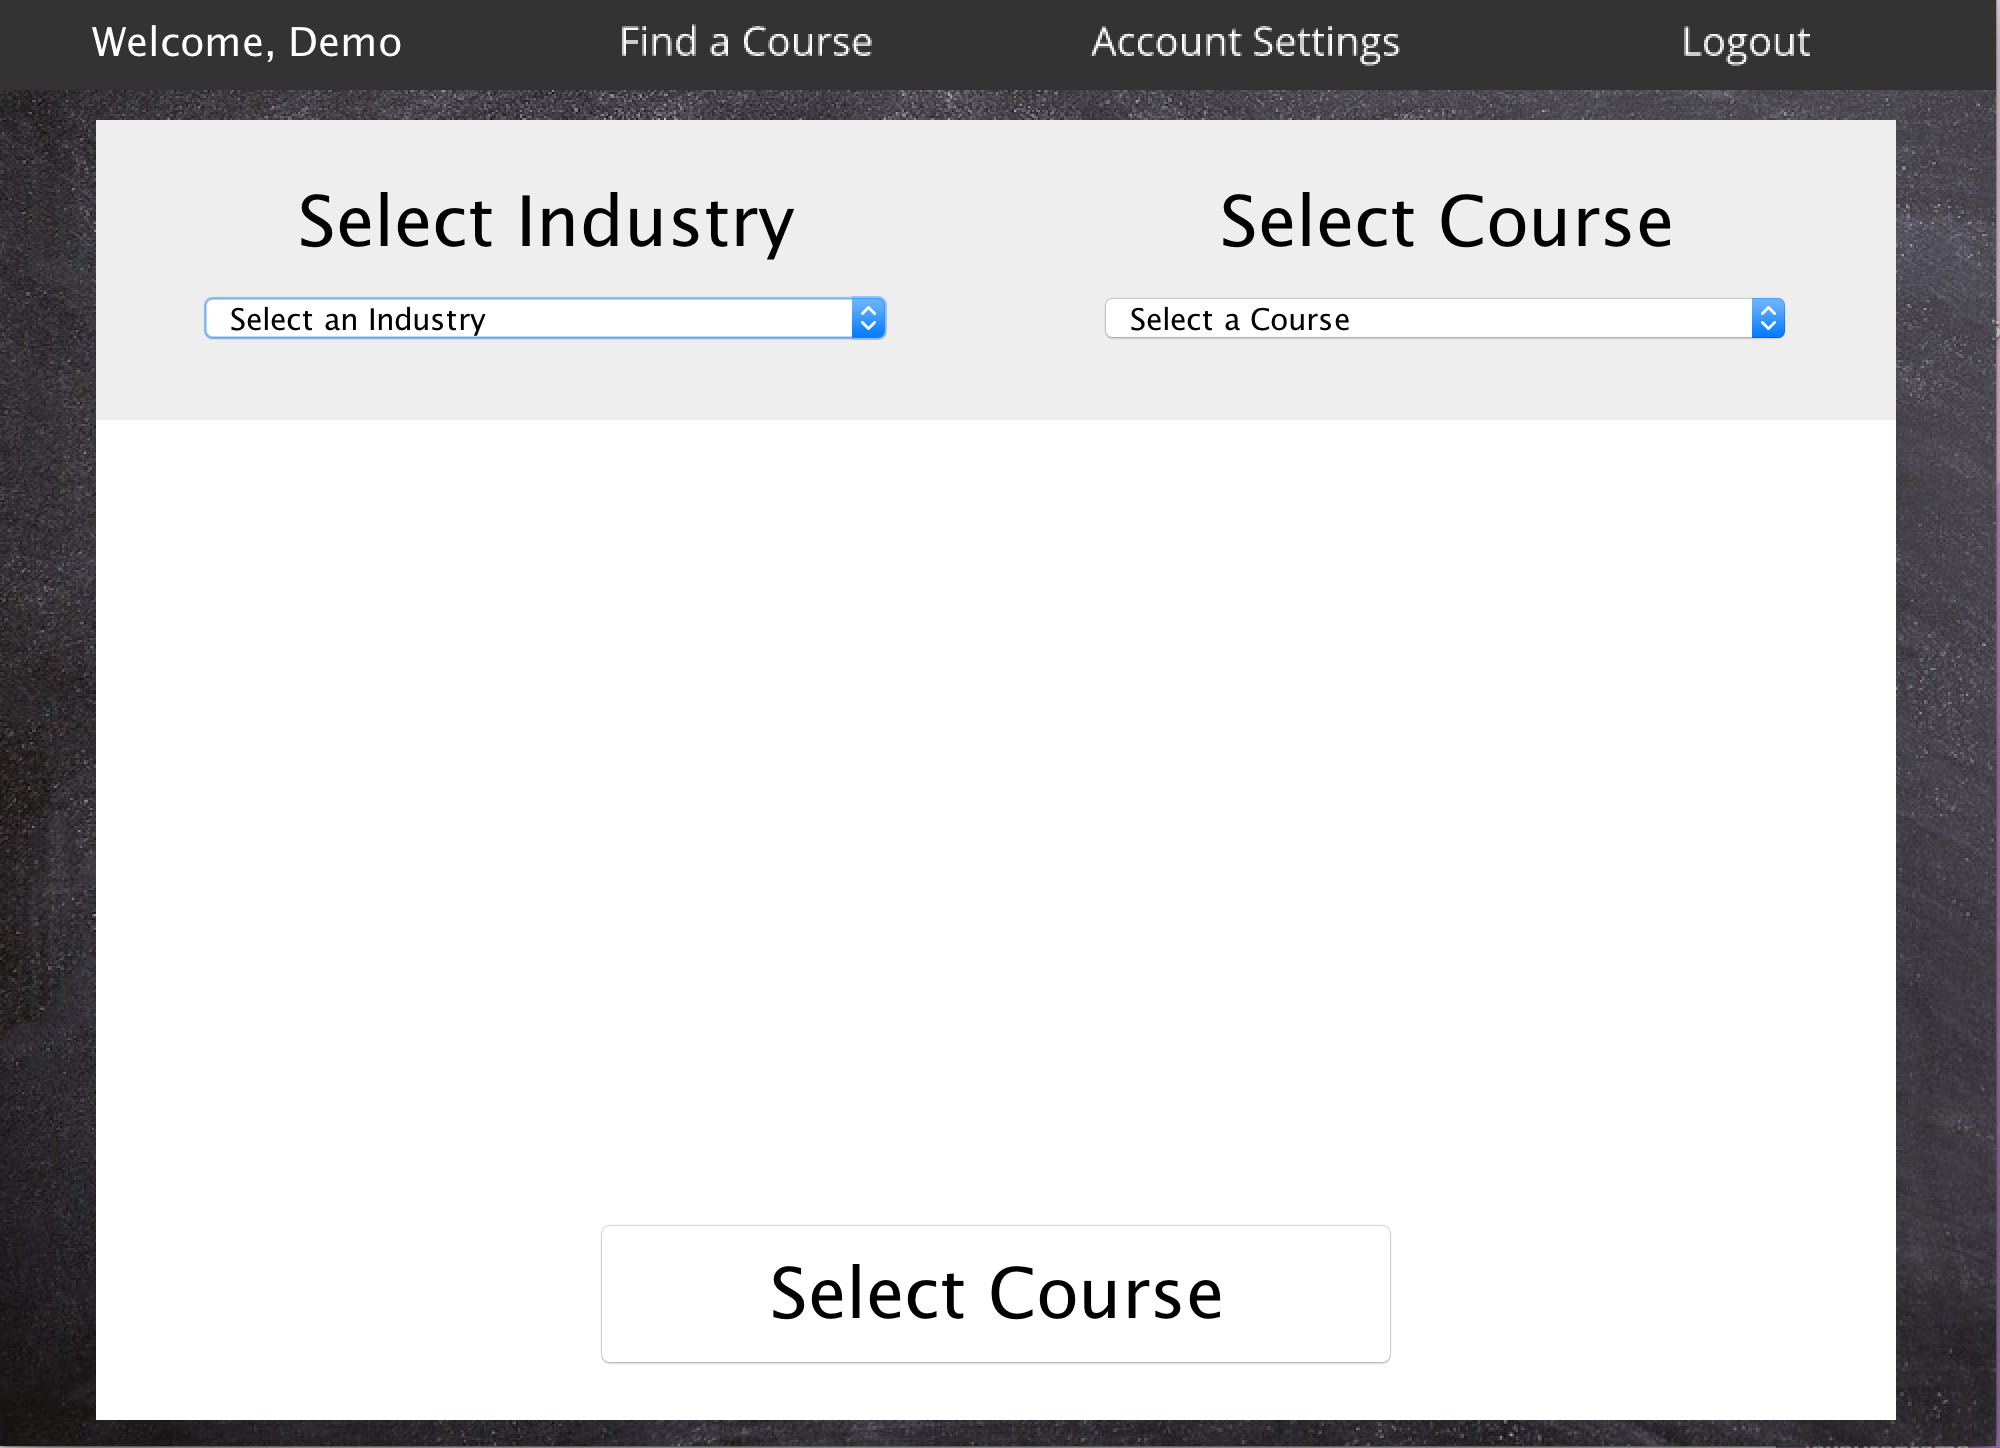 Welcome, Demo Find a Course Account Settings Logout
Select Industry Select Course
Select an Industry Select a Course
Select Course